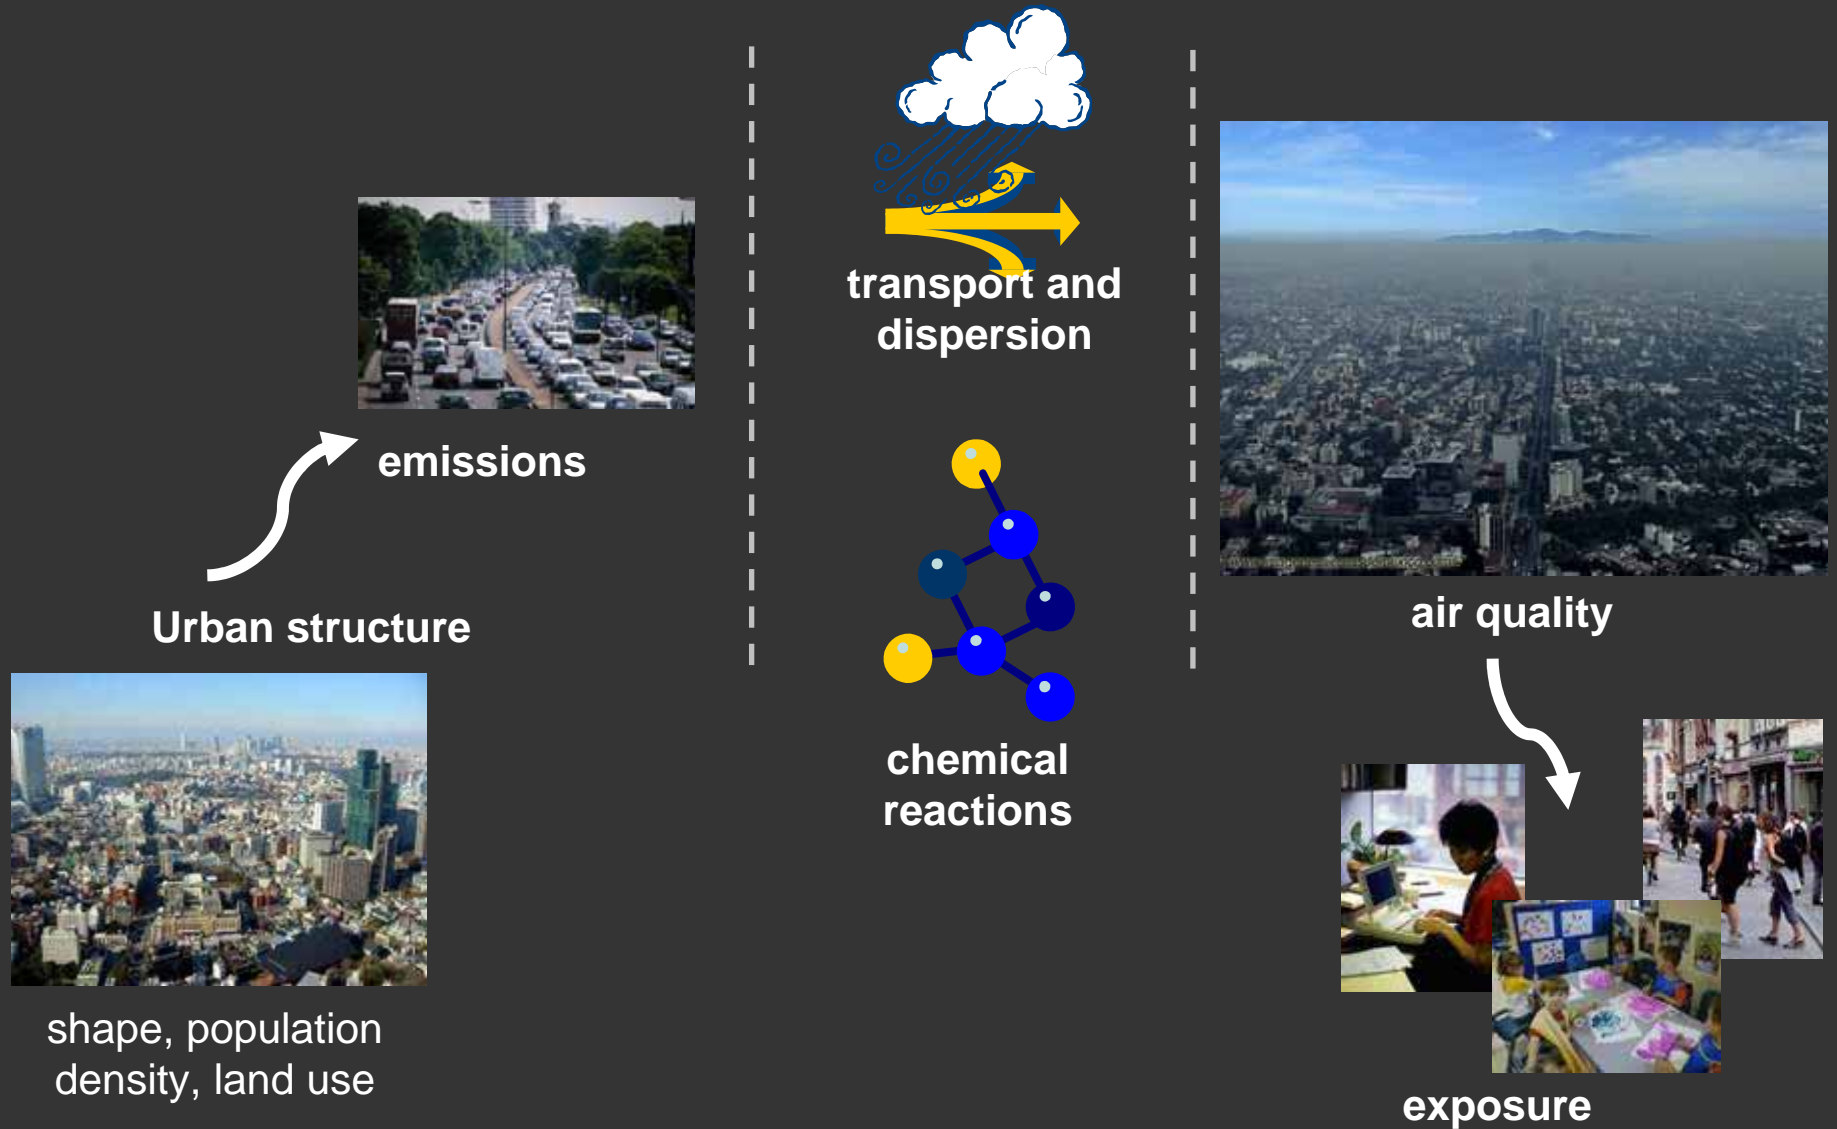 transport and
dispersion
emissions
Urban structure
air quality
chemical
reactions
shape, population
density, land use
exposure